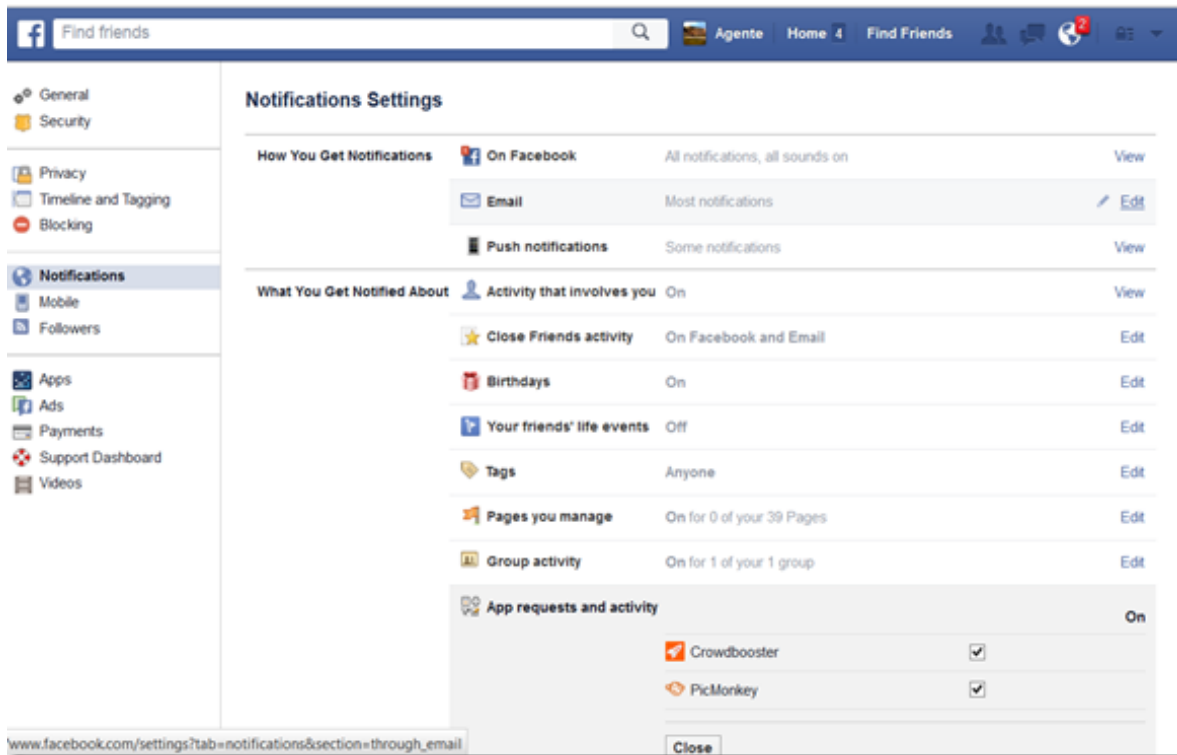 f Find friends Agente Home 4 Find Friends 2
General
Security
Privacy
Timeline and Tagging
Blocking
Notifications
Mobile
Followers
Apps
Ads
Payments
Support Dashboard
Videos
Notifications Settings
How You Get Notifications On Facebook All notifications, all sounds on View
Email Most notifications Edit
Push notifications Some notifications View
What You Get Notified About Activity that involves you On View
Close Friends activity On Facebook and Email Edit
Birthdays On Edit
Your friends' life events Off Edit
Tags Anyone Edit
Pages you manage On for 0 of your 39 Pages Edit
Group activity On for 1 of your 1 group Edit
App requests and activity On
Crowdbooster
PicMonkey
Close
/www.facebook.com/settings?tab=notifications&section=through_email